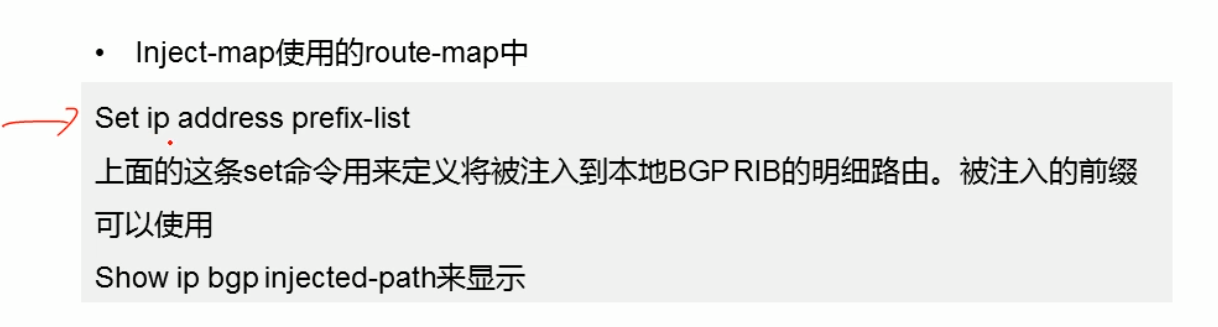 • Inject-map使用的route-map中
Set ip address prefix-list
上面的这条set命令用来定义将被注入到本地BGP RIB的明细路由。被注入的前缀
可以使用
Show ip bgp injected-path来显示